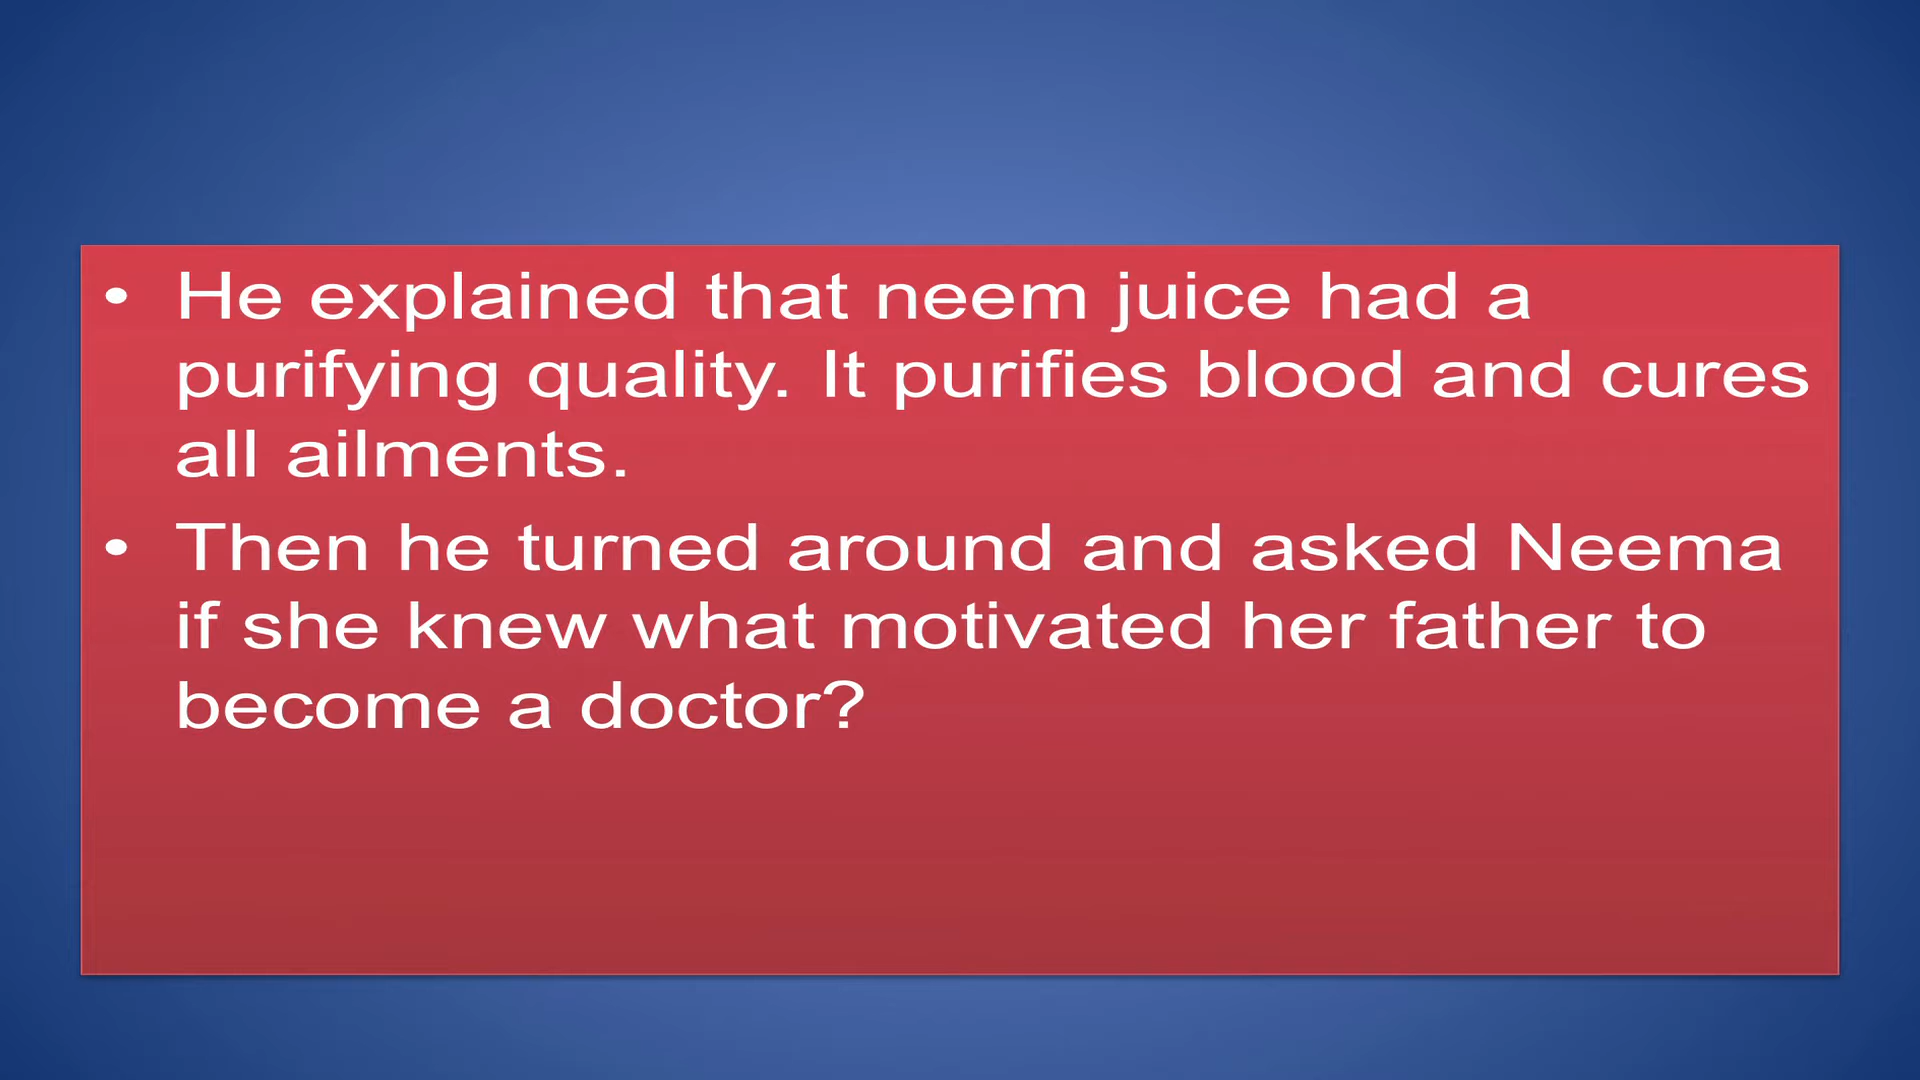 • He explained that neem juice had a
purifying quality. It purifies blood and cures
all ailments.
• Then he turned around and asked Neema
if she knew what motivated her father to
become a doctor?